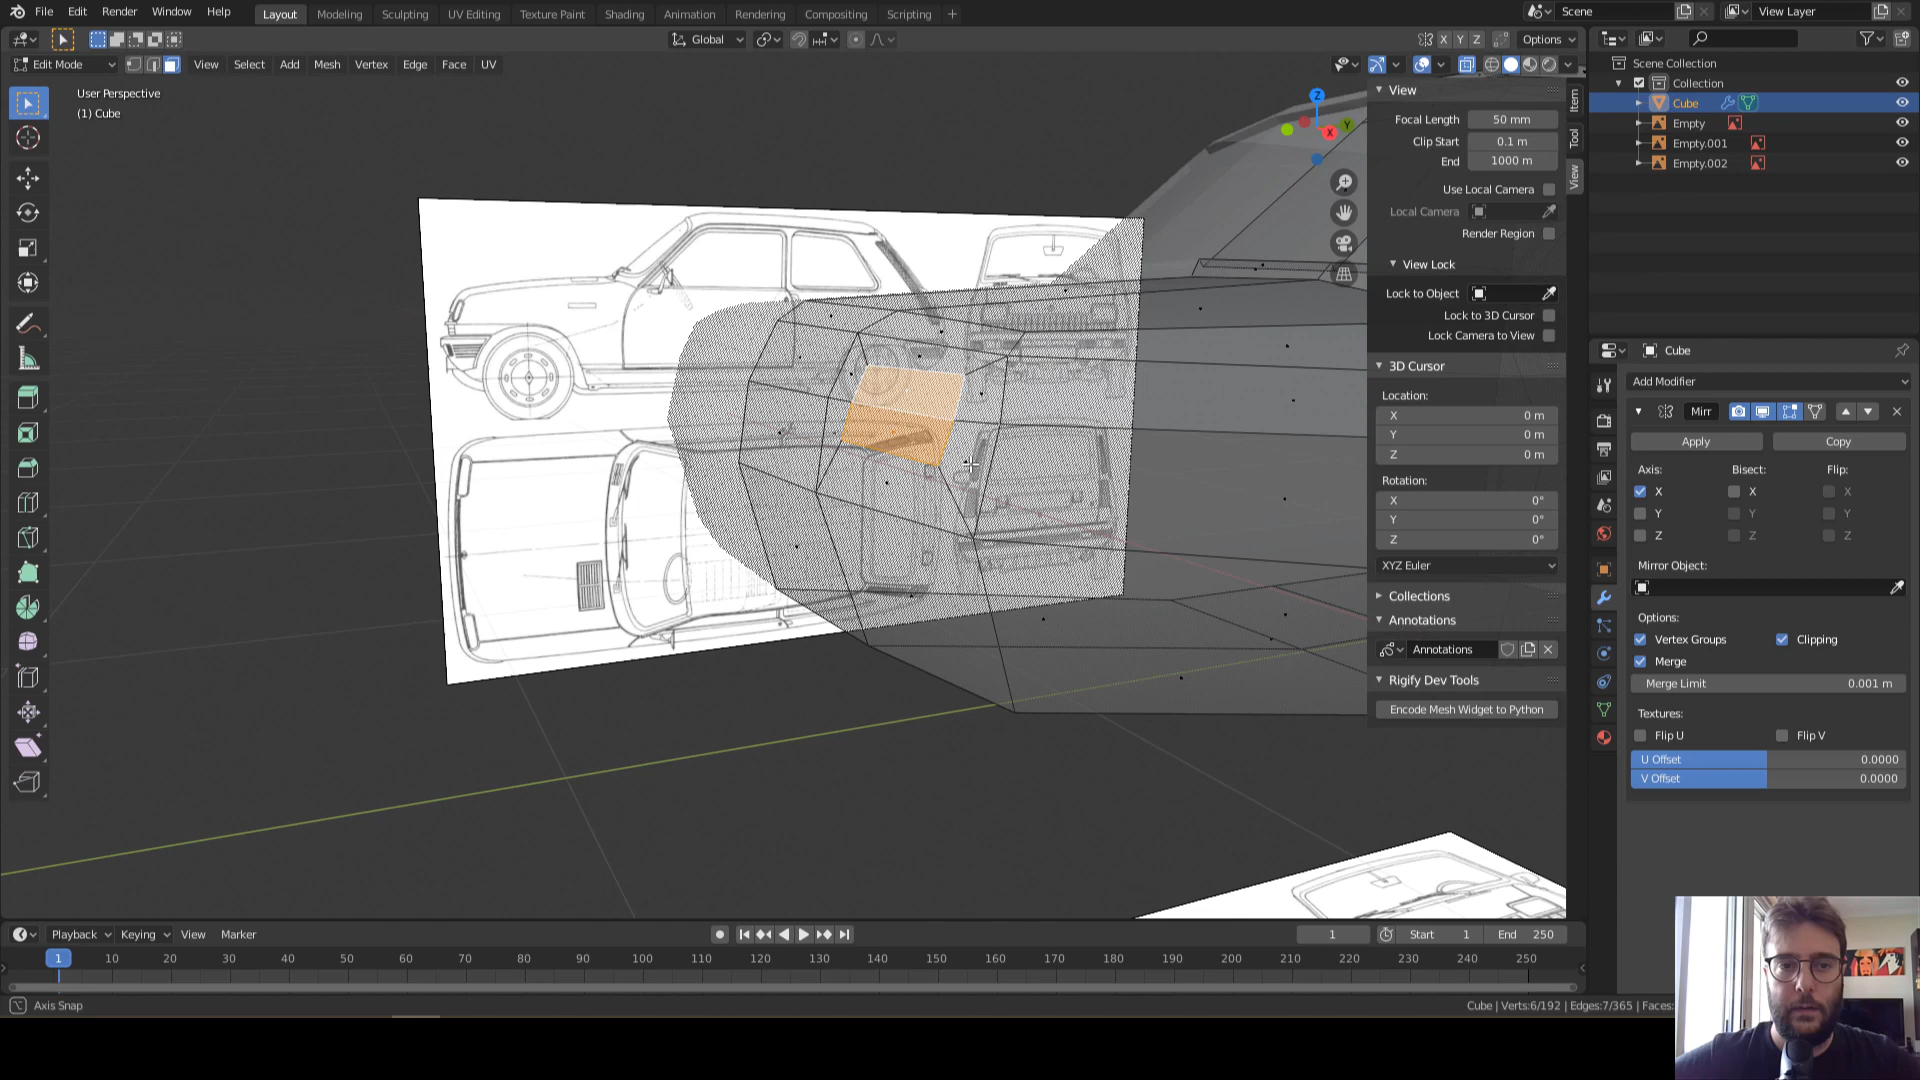 File Edit Render Window Help
Layout Modeling Sculpting UV Editing Texture Paint Shading Animation Rendering Compositing Scripting +
Scene
View Layer
Global
X Y Z
Options
Edit Mode
View Select Add Mesh Vertex Edge Face UV
User Perspective
(1) Cube
Z
Y
X
View
Focal Length 50 mm
Clip Start 0.1 m
End 1000 m
Use Local Camera
Local Camera
Render Region
View Lock
Lock to Object
Lock to 3D Cursor
Lock Camera to View
3D Cursor
Location:
X 0 m
Y 0 m
Z 0 m
Rotation:
X 0°
Y 0°
Z 0°
XYZ Euler
Collections
Annotations
Annotations
Rigify Dev Tools
Encode Mesh Widget to Python
Item
Tool
View
Scene Collection
Collection
Cube
Empty
Empty.001
Empty.002
Cube
Add Modifier
Mirr
Apply Copy
Axis: Bisect: Flip:
X X X
Y Y Y
Z Z Z
Mirror Object:
Options:
Vertex Groups Clipping
Merge
Merge Limit 0.001 m
Textures:
Flip U Flip V
U Offset 0.0000
V Offset 0.0000
Playback Keying View Marker
1 Start 1 End 250
1 10 20 30 40 50 60 70 80 90 100 110 120 130 140 150 160 170 180 190 200 210 220 230 240 250
Axis Snap
Cube | Verts:6/192 | Edges:7/365 | Faces: